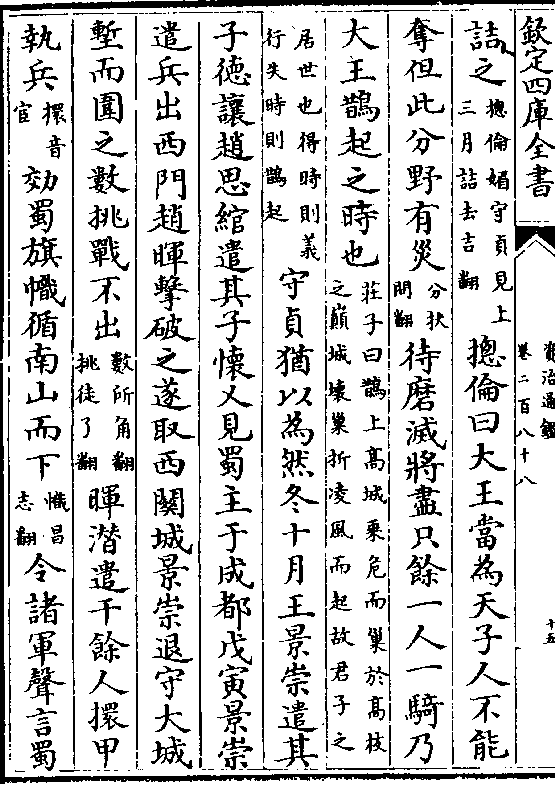 欽定四庫全書
資治通鑑
卷二百八十八
十五
詰之總倫媚守貞見上三月詰去吉翻總倫曰大王當為天子人不能
奪但此分野有災分扶問翻待磨滅將盡只餘一人一騎乃
大王鵲起之時也莊子曰鵲上高城乗危而巢於高枝之巔城壞巢折凌風而起故君子之
居世也得時則義行失時則鵲起守貞猶以為然冬十月王景崇遣其
子德讓趙思綰遣其子懷乂見蜀主于成都戊寅景崇
遣兵出西門趙暉擊破之遂取西關城景崇退守大城
塹而圍之數挑戰不出數所角翻挑徒了翻暉潛遣千餘人擐甲
執兵擐音宦効蜀旗幟循南山而下幟昌志翻令諸軍聲言蜀